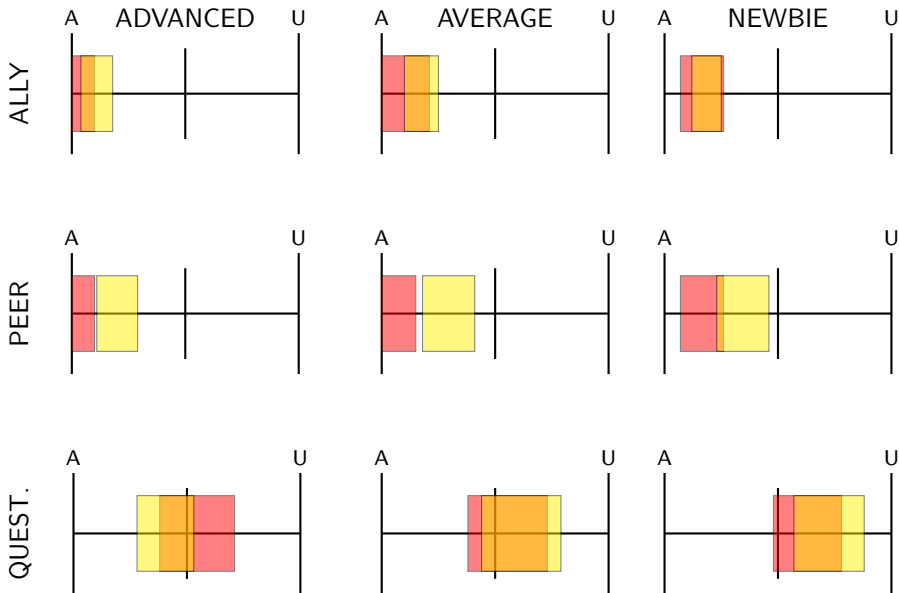 A ADVANCED U A AVERAGE U A NEWBIE U
ALLY
A U A U A U
PEER
A U A U A U
QUEST.